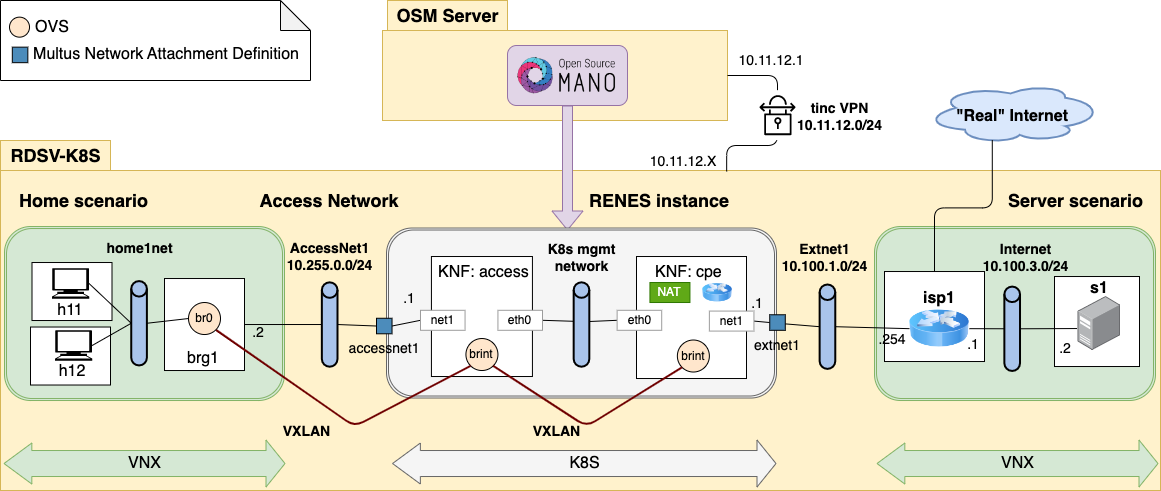 OVS
Multus Network Attachment Definition
OSM Server
Open Source
MANO
10.11.12.1
tinc VPN
10.11.12.0/24
10.11.12.X
"Real" Internet
RDSV-K8S
Home scenario
Access Network
RENES instance
Server scenario
home1net
h11
h12
br0
brg1
.2
AccessNet1
10.255.0.0/24
accessnet1
.1
KNF: access
net1
eth0
brint
K8s mgmt
network
KNF: cpe
NAT
eth0
net1
brint
.1
extnet1
Extnet1
10.100.1.0/24
.254
isp1
.1
Internet
10.100.3.0/24
s1
.2
VXLAN
VXLAN
VNX
K8S
VNX